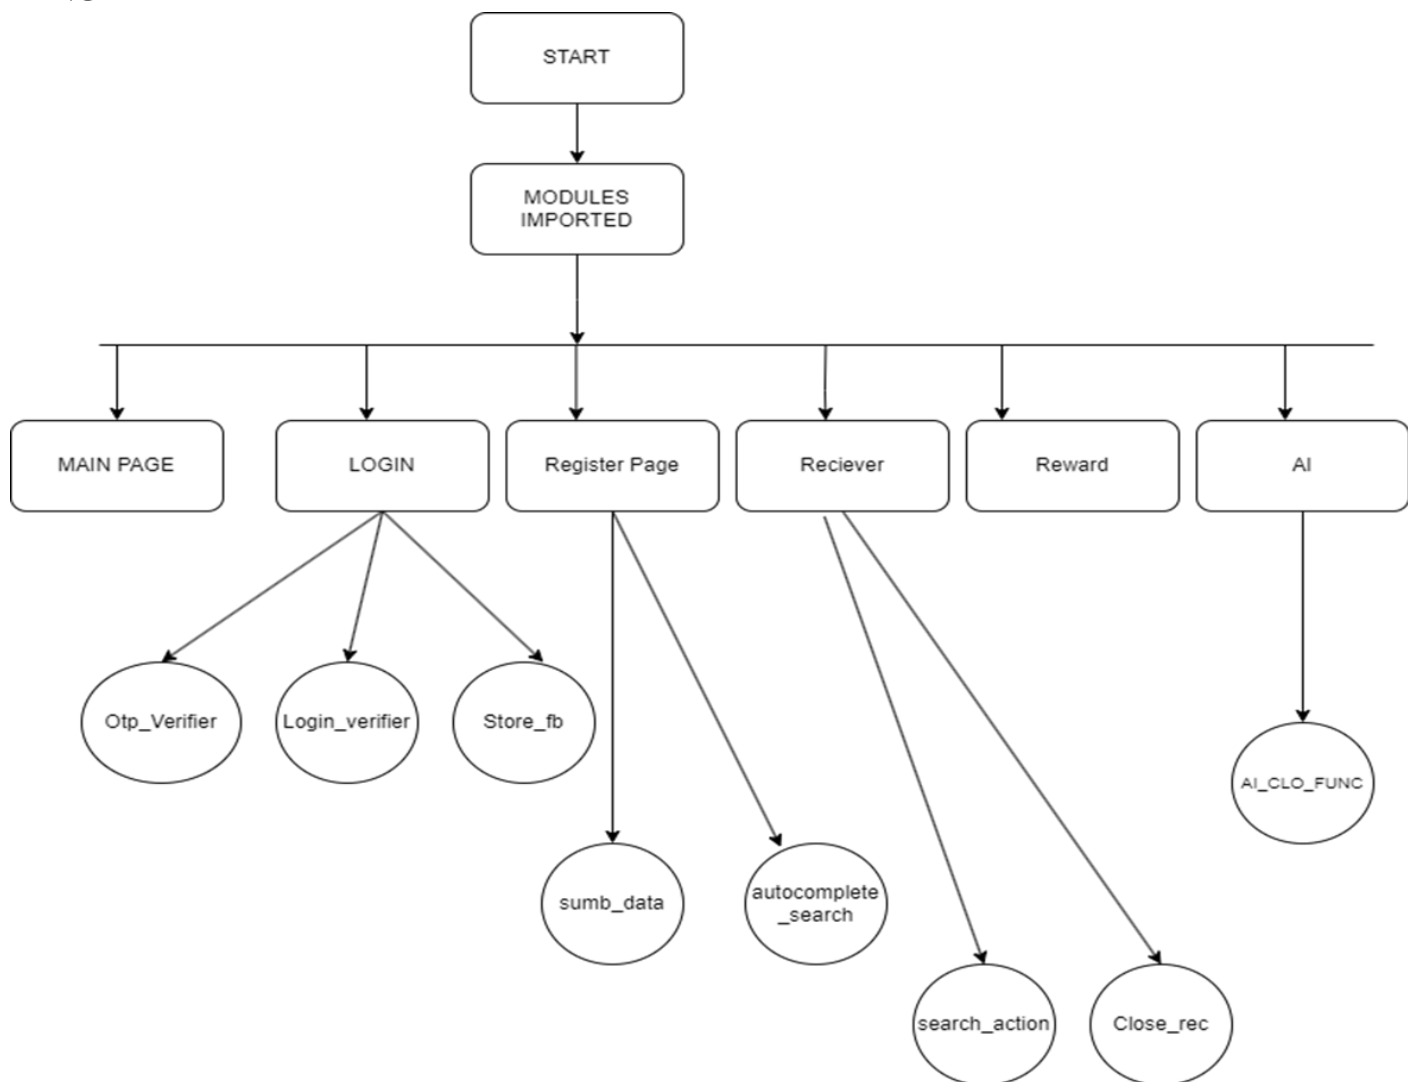 START
MODULES
IMPORTED
MAIN PAGE
LOGIN
Register Page
Reciever
Reward
AI
Otp_Verifier
Login_verifier
Store_fb
AI_CLO_FUNC
sumb_data
autocomplete
_search
search_action
Close_rec